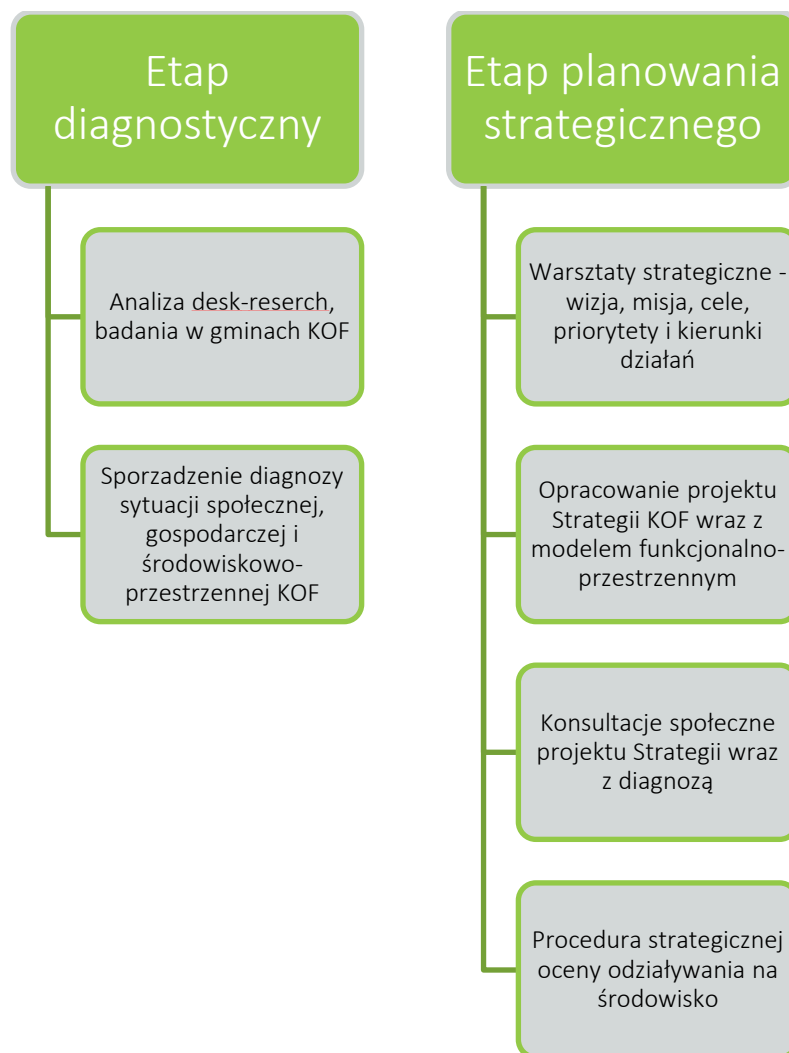 Etap
diagnostyczny
Analiza desk-reserch,
badania w gminach KOF
Sporzadzenie diagnozy
sytuacji społecznej,
gospodarczej i
środowiskowo-
przestrzennej KOF
Etap planowania
strategicznego
Warsztaty strategiczne -
wizja, misja, cele,
priorytety i kierunki
działań
Opracowanie projektu
Strategii KOF wraz z
modelem funkcjonalno-
przestrzennym
Konsultacje społeczne
projektu Strategii wraz
z diagnozą
Procedura strategicznej
oceny odziaływania na
środowisko